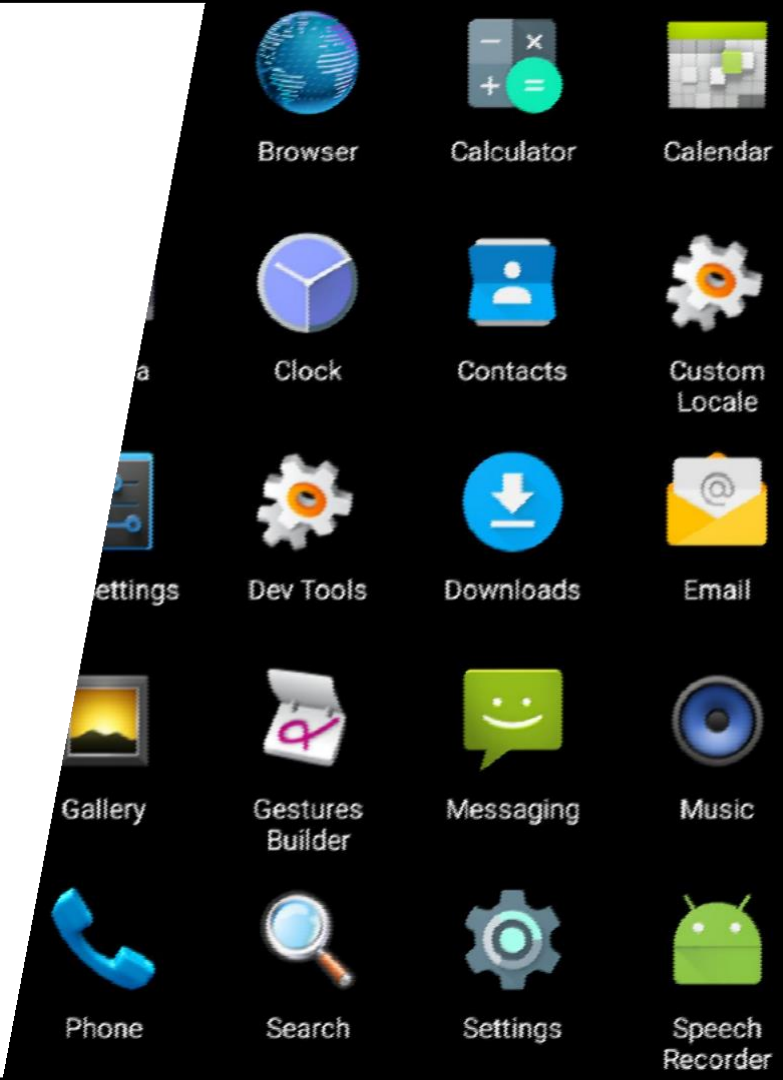 Browser
Calculator
Calendar
a
Clock
Contacts
Custom
Locale
ettings
Dev Tools
Downloads
Email
Gallery
Gestures
Builder
Messaging
Music
Phone
Search
Settings
Speech
Recorder